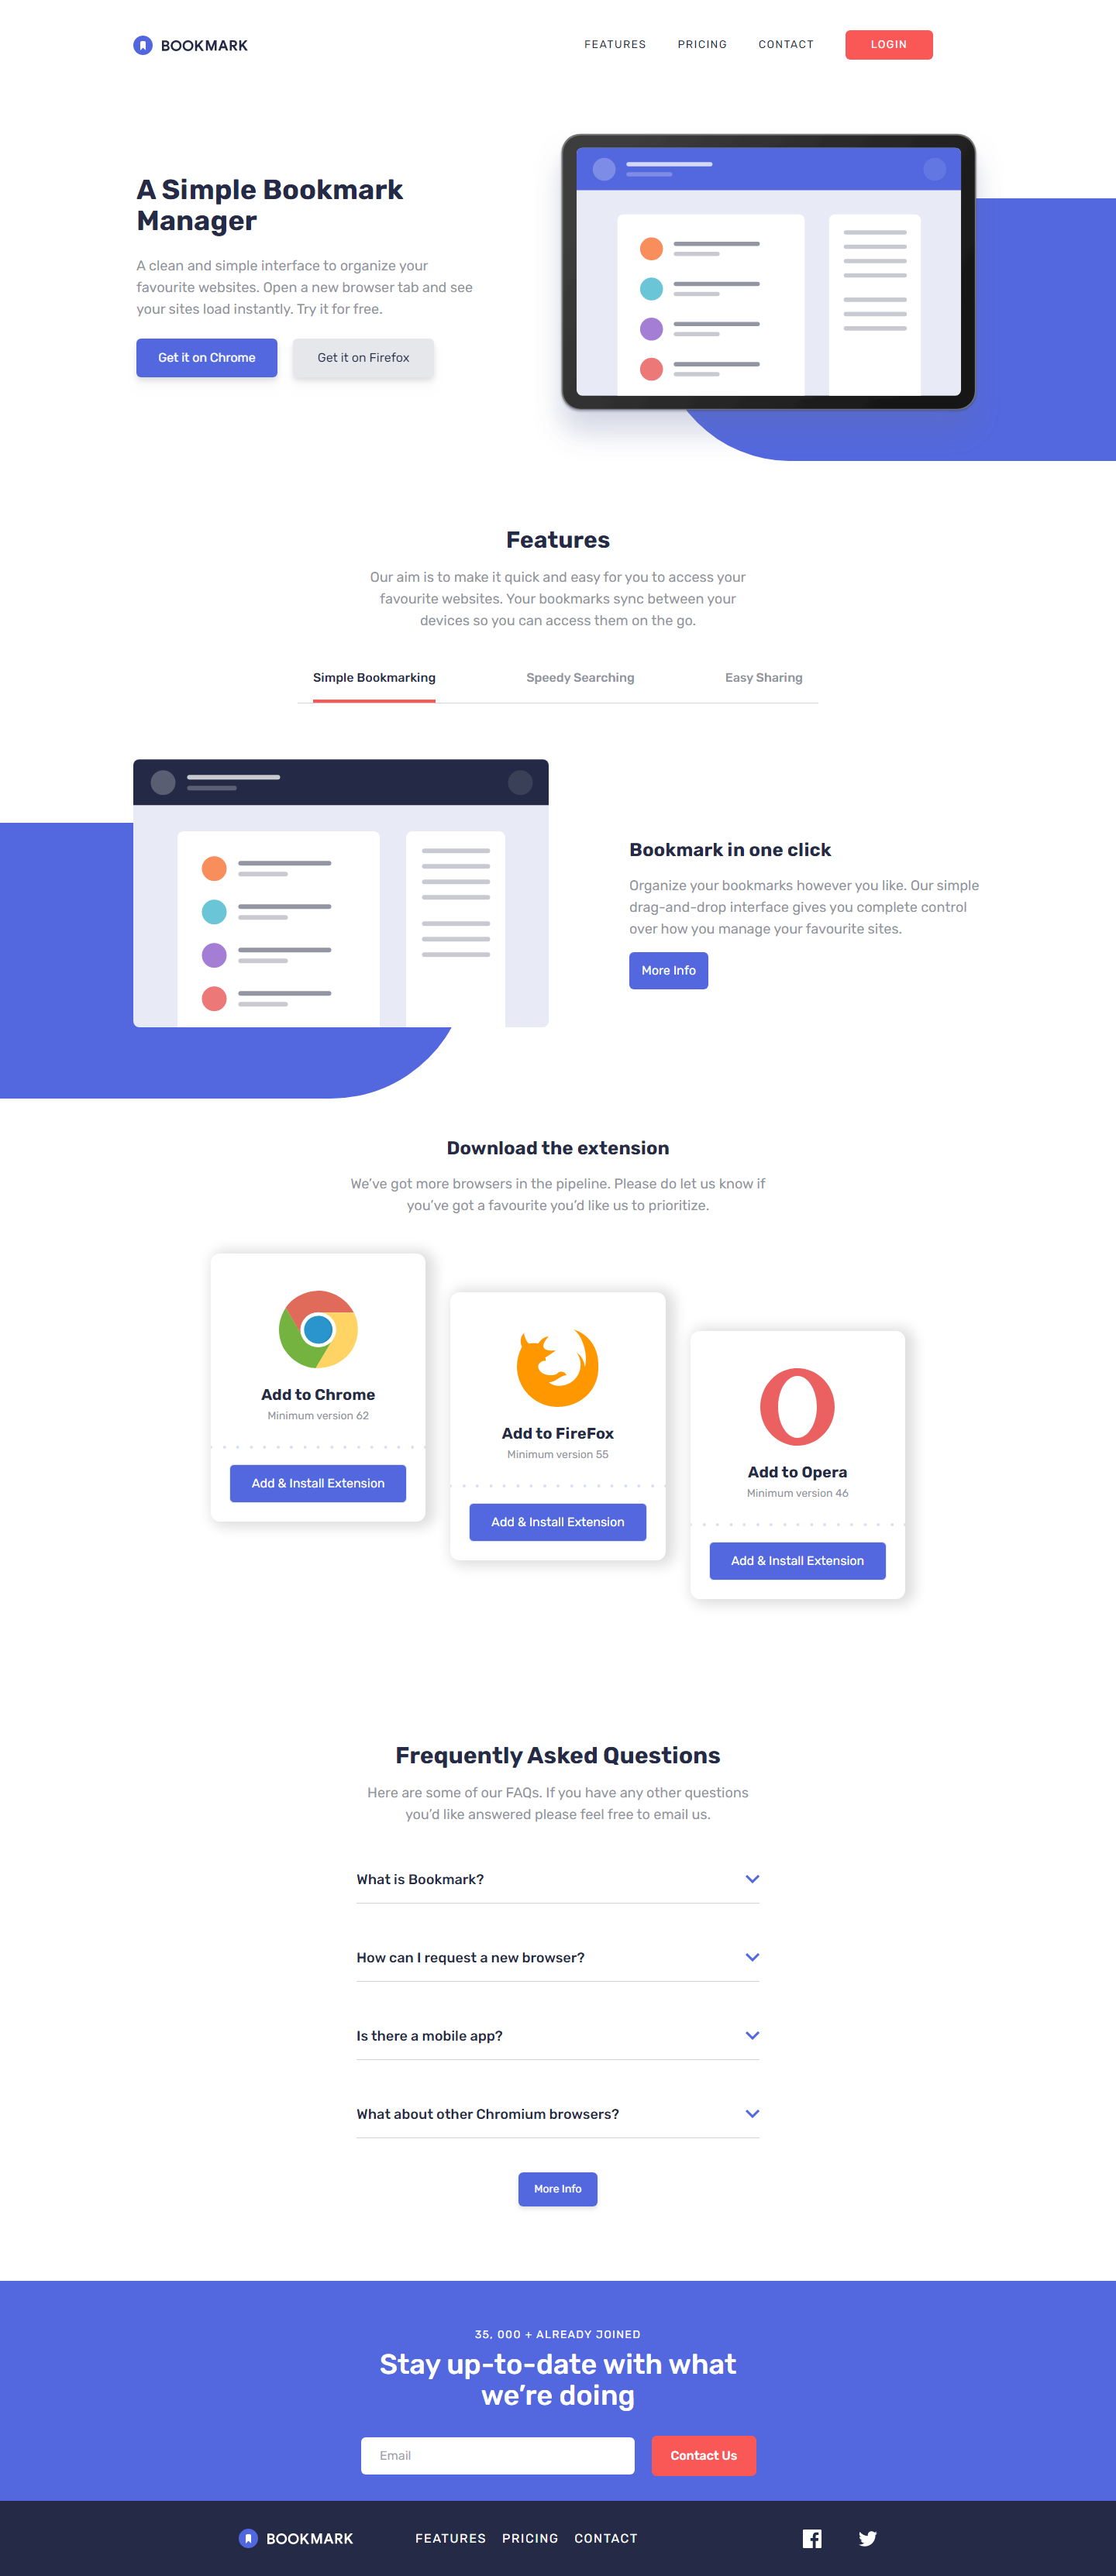 BOOKMARK
FEATURES PRICING CONTACT LOGIN
A Simple Bookmark
Manager
A clean and simple interface to organize your
favourite websites. Open a new browser tab and see
your sites load instantly. Try it for free.
Get it on Chrome
Get it on Firefox
Features
Our aim is to make it quick and easy for you to access your
favourite websites. Your bookmarks sync between your
devices so you can access them on the go.
Simple Bookmarking
Speedy Searching
Easy Sharing
Bookmark in one click
Organize your bookmarks however you like. Our simple
drag-and-drop interface gives you complete control
over how you manage your favourite sites.
More Info
Download the extension
We’ve got more browsers in the pipeline. Please do let us know if
you’ve got a favourite you’d like us to prioritize.
Add to Chrome
Minimum version 62
Add & Install Extension
Add to FireFox
Minimum version 55
Add & Install Extension
Add to Opera
Minimum version 46
Add & Install Extension
Frequently Asked Questions
Here are some of our FAQs. If you have any other questions
you’d like answered please feel free to email us.
What is Bookmark?
How can I request a new browser?
Is there a mobile app?
What about other Chromium browsers?
More Info
35, 000 + ALREADY JOINED
Stay up-to-date with what
we’re doing
Email
Contact Us
BOOKMARK
FEATURES PRICING CONTACT